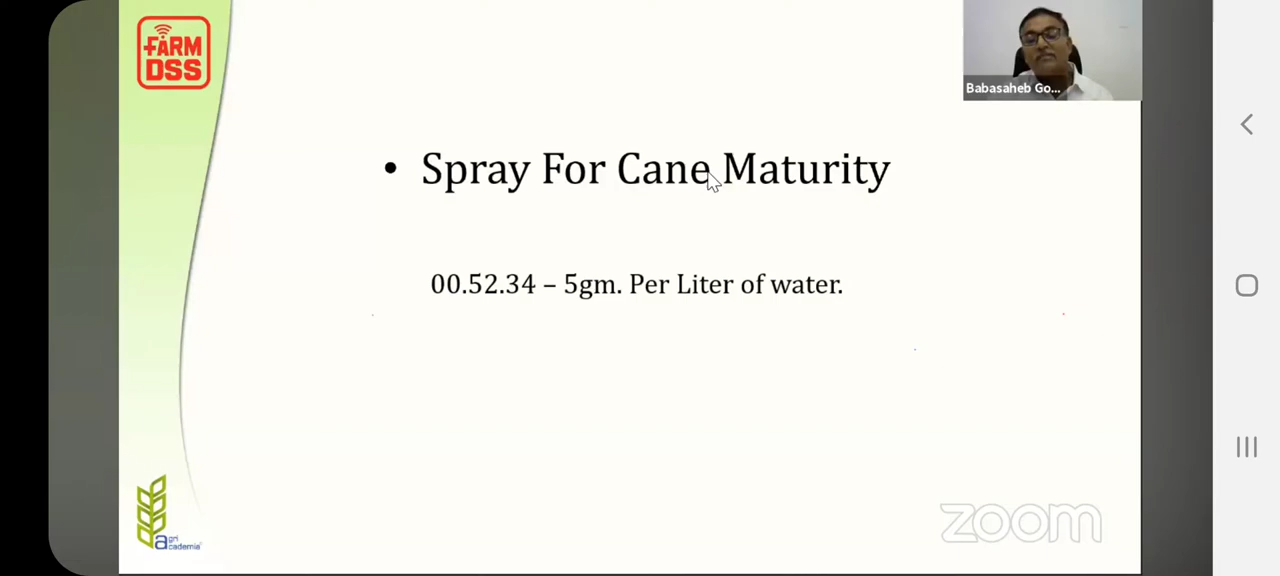 FARM
DSS
Babasaheb Go...
• Spray For Cane Maturity
00.52.34 – 5gm. Per Liter of water.
agri
academia
zoom